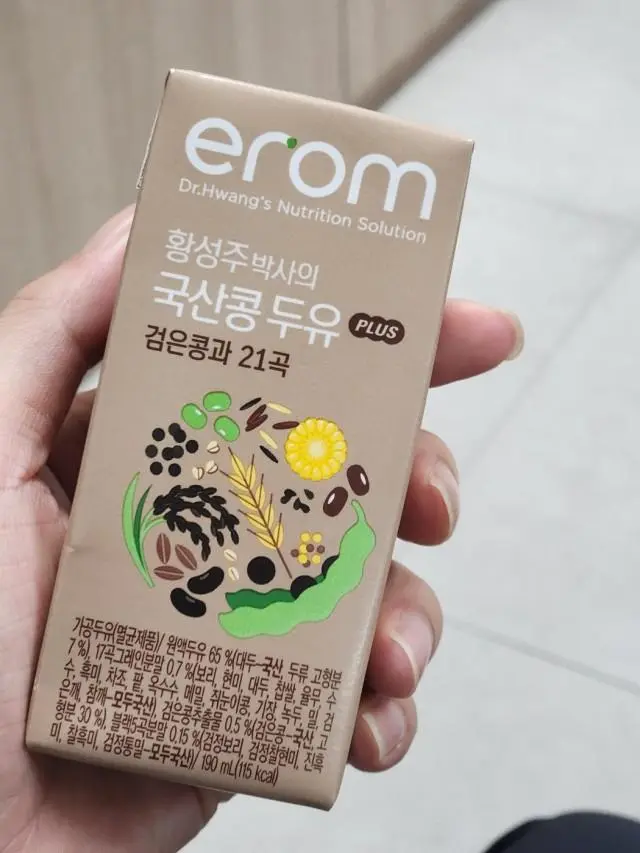 erom
Dr.Hwang's Nutrition Solution
황성주 박사의
국산콩 두유 PLUS
검은콩과 21곡
가공두유(멸균제품)/ 원액두유 65 %(대두-국산, 두류 고형분
7 %), 17곡그레인분말 0.7 %(보리, 현미, 대두, 찹쌀, 율무, 수
수, 흑미, 차조, 팥, 옥수수, 메밀, 쥐눈이콩, 기장, 녹두, 밀, 검
은깨, 참깨-모두국산), 검은콩추출물 0.5 %(검은콩-국산, 고
형분 30 %), 블랙5곡분말 0.15 %(검정보리, 검정찰현미, 진흑
미, 찰흑미, 검정통밀-모두국산)/ 190 mL(115 kcal)